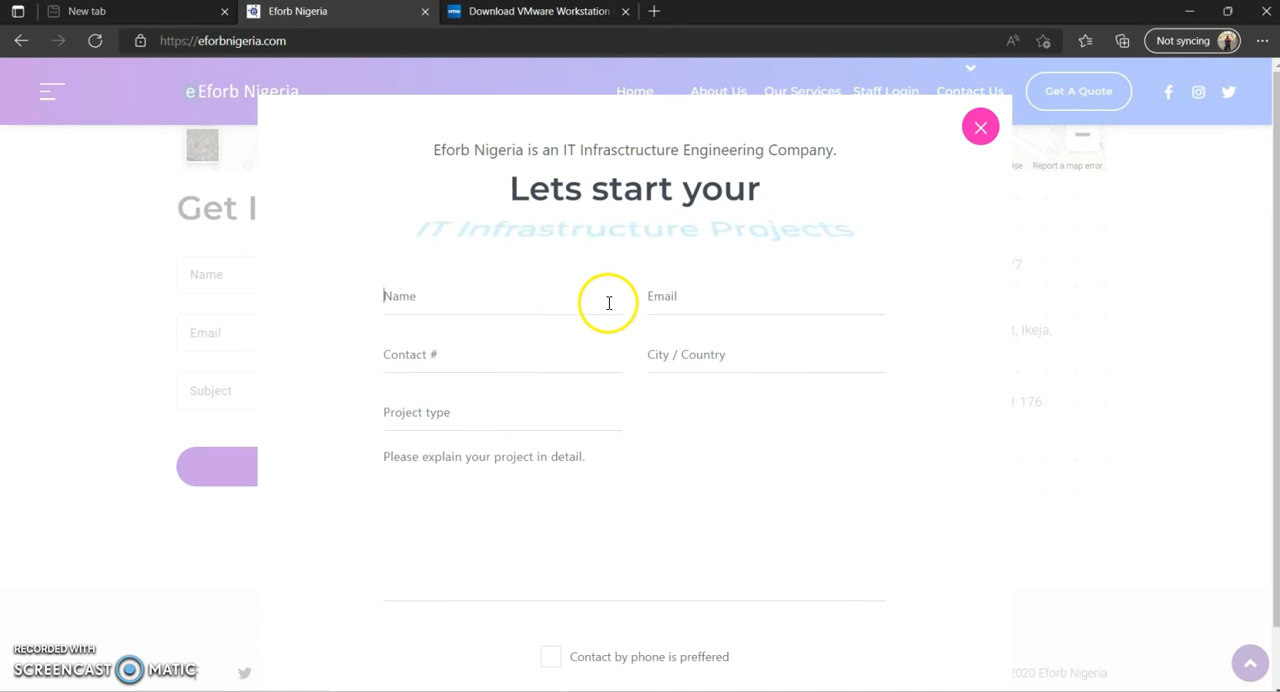 New tab
Eforb Nigeria
Download VMware Workstation
https://eforbnigeria.com
Not syncing
e Eforb Nigeria
Home
About Us
Our Services
Staff Login
Contact Us
Get A Quote
Report a map error
Eforb Nigeria is an IT Infrasctructure Engineering Company.
Lets start your
IT Infrastructure Projects
Get I
Name
Email
Subject
Name
Email
Contact #
City / Country
Project type
Please explain your project in detail.
Contact by phone is preffered
t, Ikeja,
2020 Eforb Nigeria
RECORDED WITH
SCREENCAST MATIC